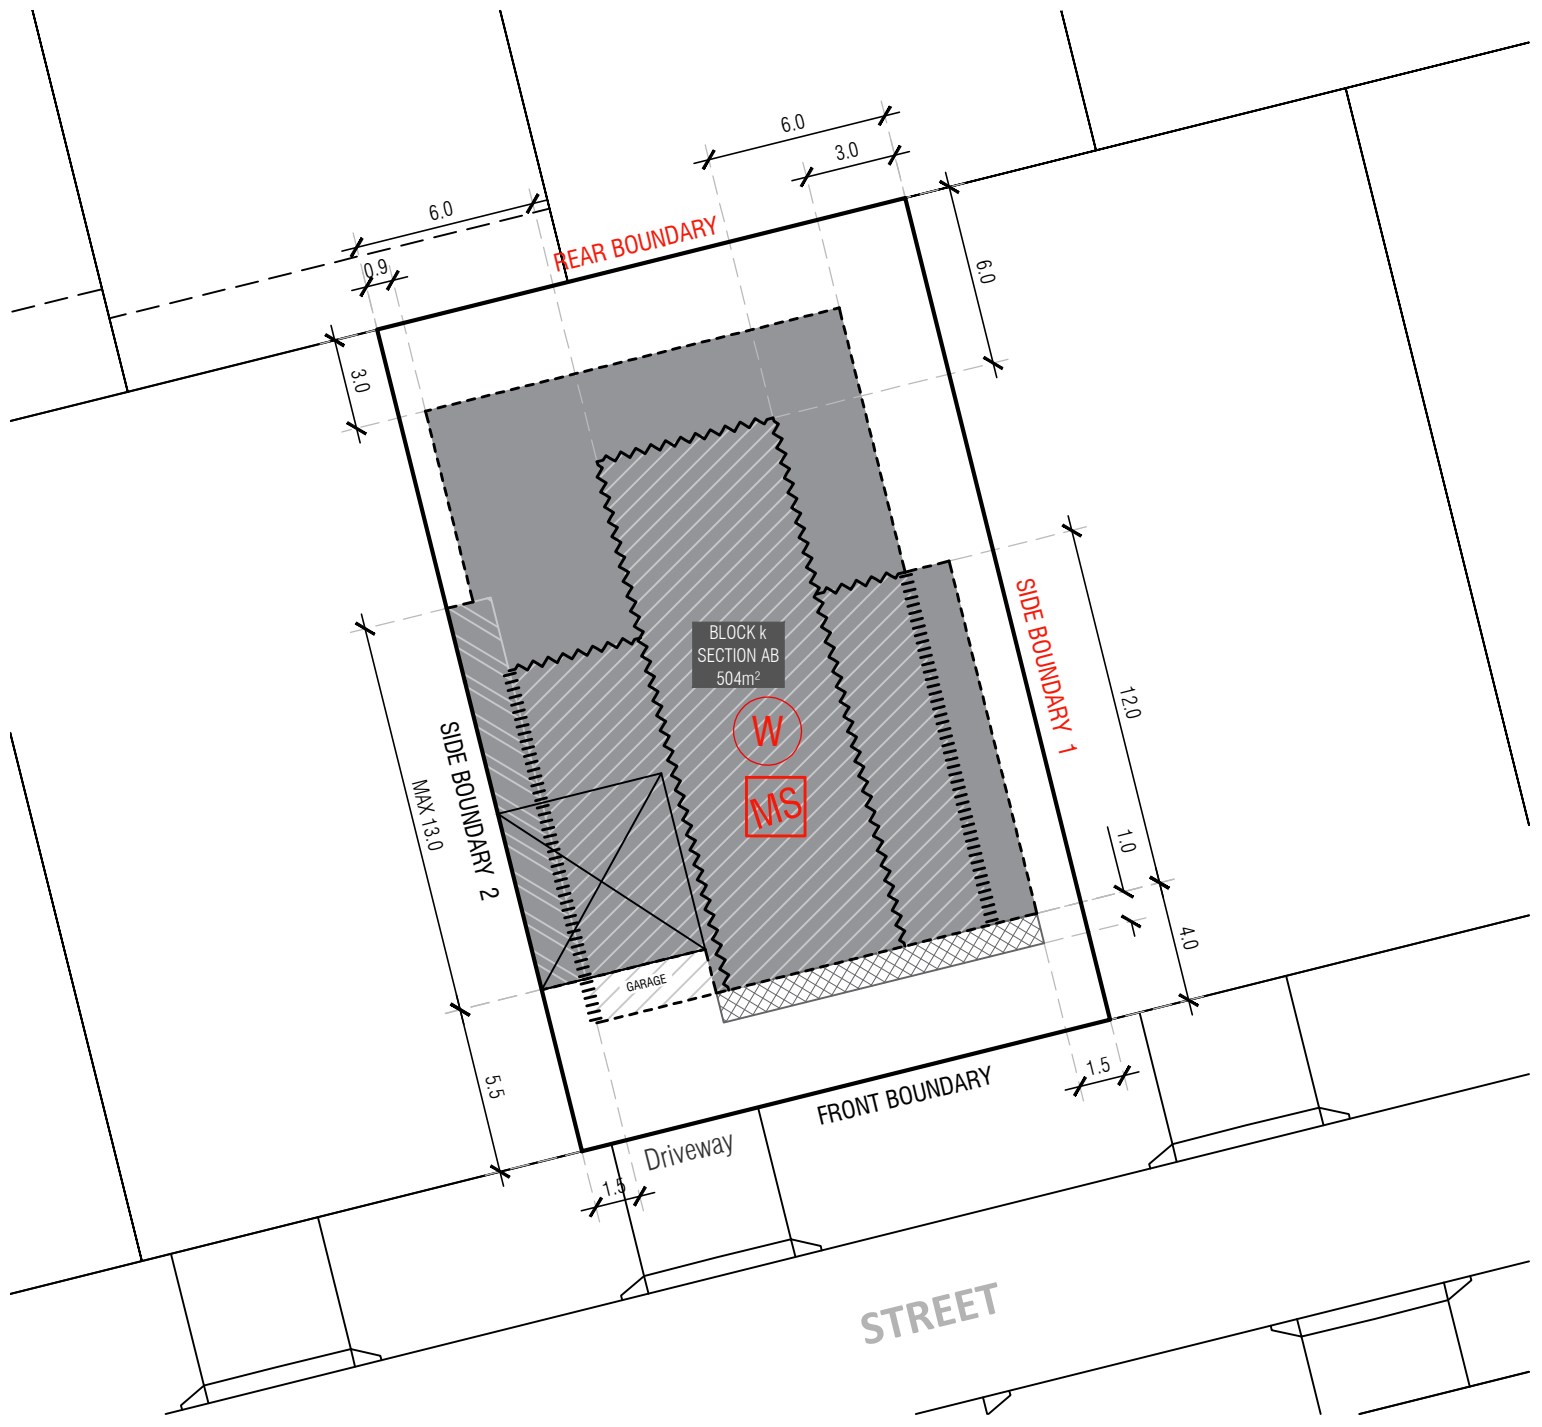 6.0
3.0
6.0
REAR BOUNDARY
0.9
6.0
3.0
SIDE BOUNDARY 1
BLOCK k
SECTION AB
504m²
12.0
W
SIDE BOUNDARY 2
MS
MAX 13.0
1.0
4.0
GARAGE
5.5
1.5
FRONT BOUNDARY
Driveway
1.5
STREET